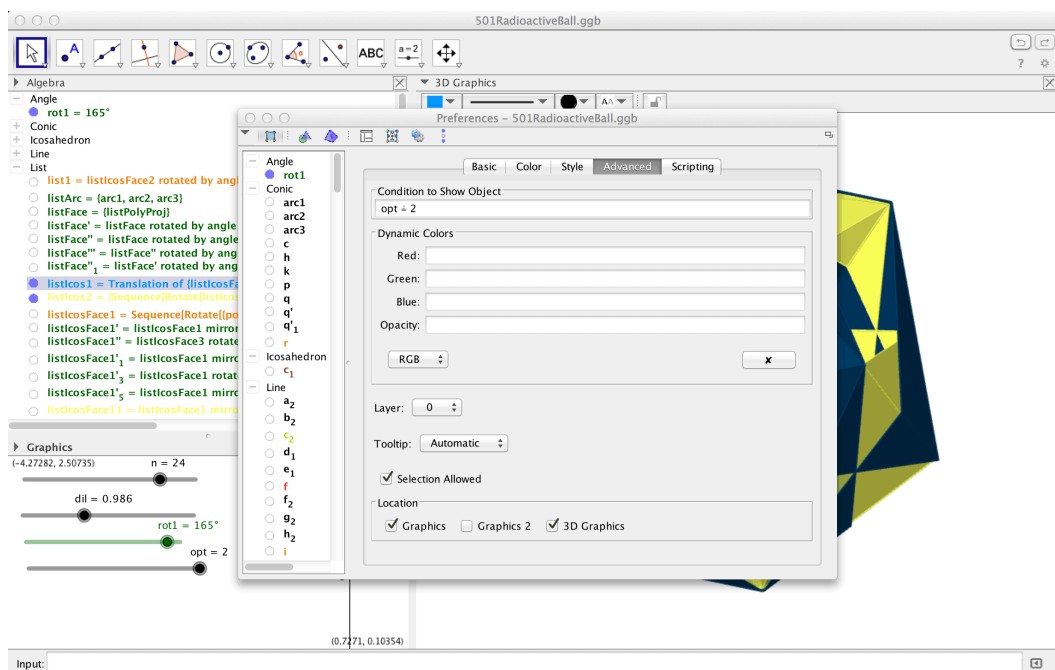 501RadioactiveBall.ggb
A
α
ABC
a=2
?
Algebra
3D Graphics
Angle
rot1 = 165°
Conic
Icosahedron
Line
List
list1 = listIcosFace2 rotated by angl
listArc = {arc1, arc2, arc3}
listFace = {listPolyProj}
listFace' = listFace rotated by angle
listFace'' = listFace rotated by angle
listFace''' = listFace'' rotated by ang
listFace''₁ = listFace' rotated by ang
listIcos1 = Translation of {listIcosFa
listIcos2 = {Sequence[Rotate[listIcos
listIcosFace1 = Sequence[Rotate[{po
listIcosFace1' = listIcosFace1 mirror
listIcosFace1'' = listIcosFace3 rotate
listIcosFace1'₁ = listIcosFace1 mirro
listIcosFace1'₃ = listIcosFace1 rotat
listIcosFace1'₅ = listIcosFace1 mirro
listIcosFace11 = listIcosFace1 mirro
Graphics
(-4.27282, 2.50735)
n = 24
dil = 0.986
rot1 = 165°
opt = 2
(0.7271, 0.10354)
Input:
AA
Preferences – 501RadioactiveBall.ggb
Angle
rot1
Conic
arc1
arc2
arc3
c
h
k
p
q
q'
q'₁
r
Icosahedron
c₁
Line
a₂
b₂
c₂
d₁
e₁
f
f₂
g₂
h₂
i
Basic Color Style Advanced Scripting
Condition to Show Object
opt ≟ 2
Dynamic Colors
Red:
Green:
Blue:
Opacity:
RGB
✘
Layer: 0
Tooltip: Automatic
Selection Allowed
Location
Graphics Graphics 2 3D Graphics